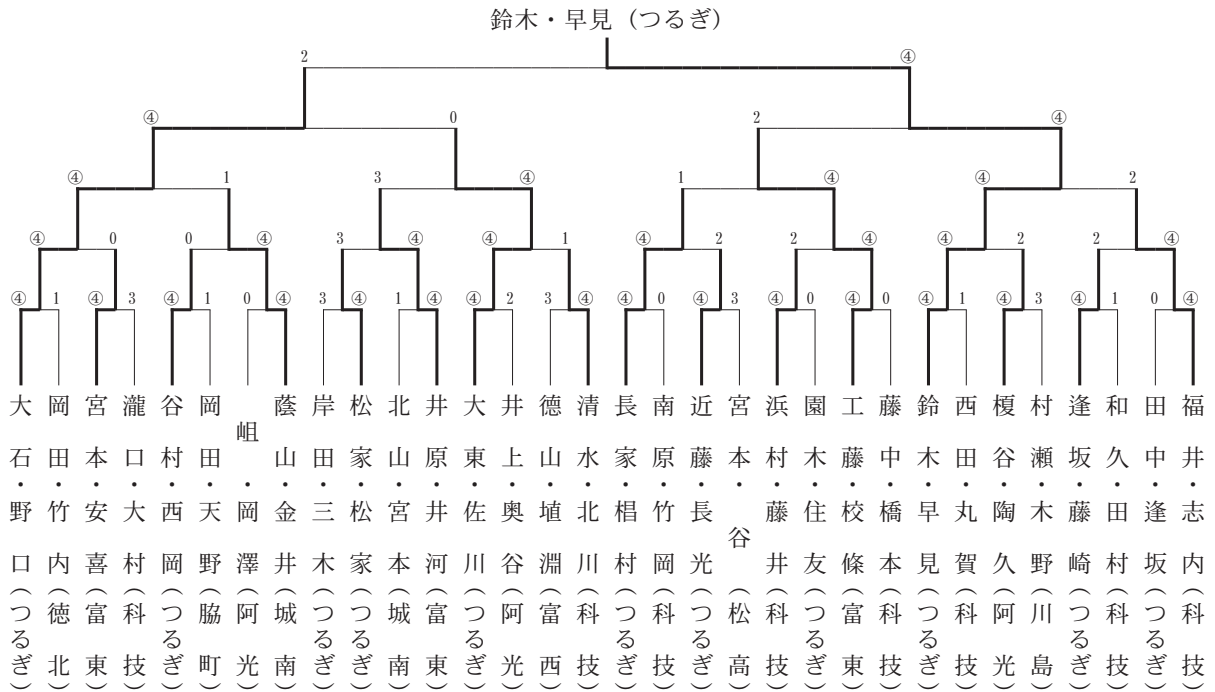 鈴木・早見（つるぎ）
2 ④
④ 0 2 ④
④ 1 3 ④ 1 ④ ④ 2
④ 0 0 ④ 3 ④ ④ 1 ④ 2 2 ④ ④ 2 2 ④
④ 1 ④ 3 ④ 1 0 ④ 3 ④ 1 ④ ④ 2 3 ④ ④ 0 ④ 3 ④ 0 ④ 0 ④ 1 ④ 3 ④ 1 0 ④
大石・野口（つるぎ）
岡田・竹内（徳北）
宮本・安喜（富東）
瀧口・大村（科技）
谷村・西岡（つるぎ）
岡田・天野（脇町）
岨・岡澤（阿光）
蔭山・金井（城南）
岸田・三木（つるぎ）
松家・松家（つるぎ）
北山・宮本（城南）
井原・井河（富東）
大東・佐川（つるぎ）
井上・奥谷（阿光）
德山・埴淵（富西）
清水・北川（科技）
長家・椙村（つるぎ）
南原・竹岡（科技）
近藤・長光（つるぎ）
宮本・谷（松高）
浜村・藤井（科技）
園木・住友（つるぎ）
工藤・校條（富東）
藤中・橋本（科技）
鈴木・早見（つるぎ）
西田・丸賀（科技）
榎谷・陶久（阿光）
村瀬・木野（川島）
逢坂・藤崎（つるぎ）
和久田・村（科技）
田中・逢坂（つるぎ）
福井・志内（科技）